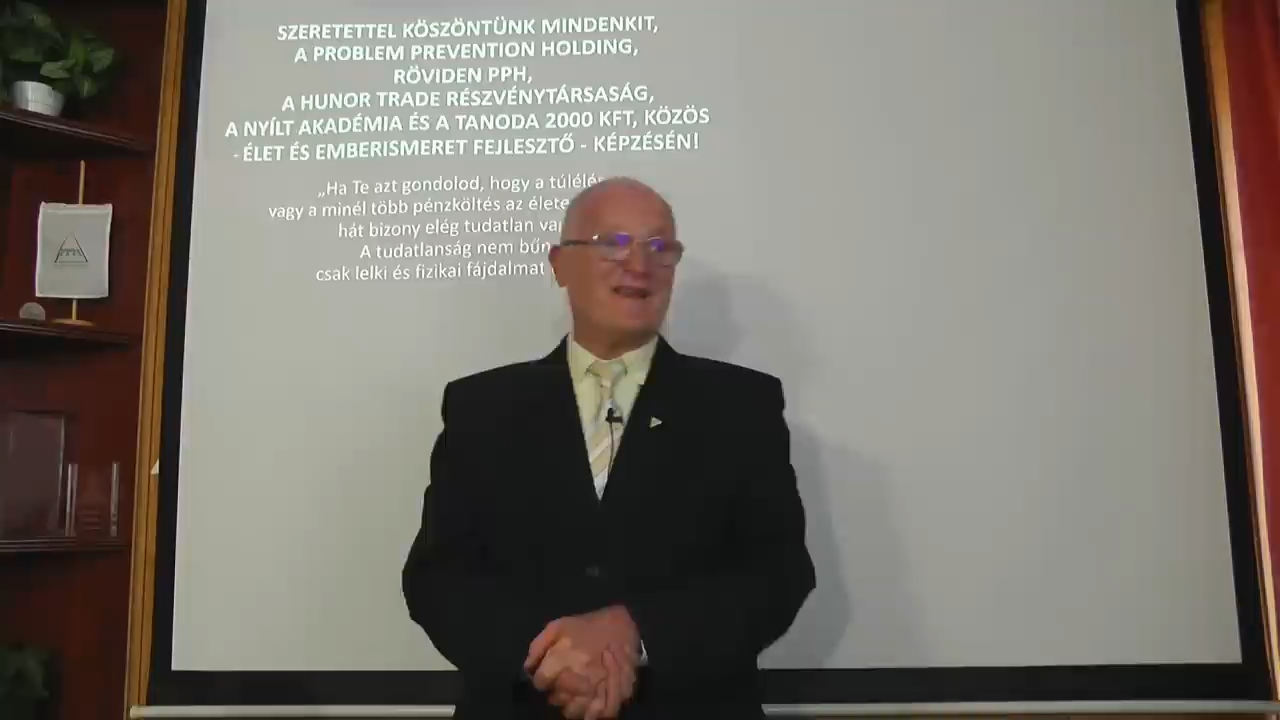 SZERETETTEL KÖSZÖNTÜNK MINDENKIT,
A PROBLEM PREVENTION HOLDING,
RÖVIDEN PPH,
A HUNOR TRADE RÉSZVÉNYTÁRSASÁG,
A NYÍLT AKADÉMIA ÉS A TANODA 2000 KFT, KÖZÖS
- ÉLET ÉS EMBERISMERET FEJLESZTŐ - KÉPZÉSÉN!
„Ha Te azt gondolod, hogy a túlélés
vagy a minél több pénzköltés az élete
hát bizony elég tudatlan va
A tudatlanság nem bűn
csak lelki és fizikai fájdalmat